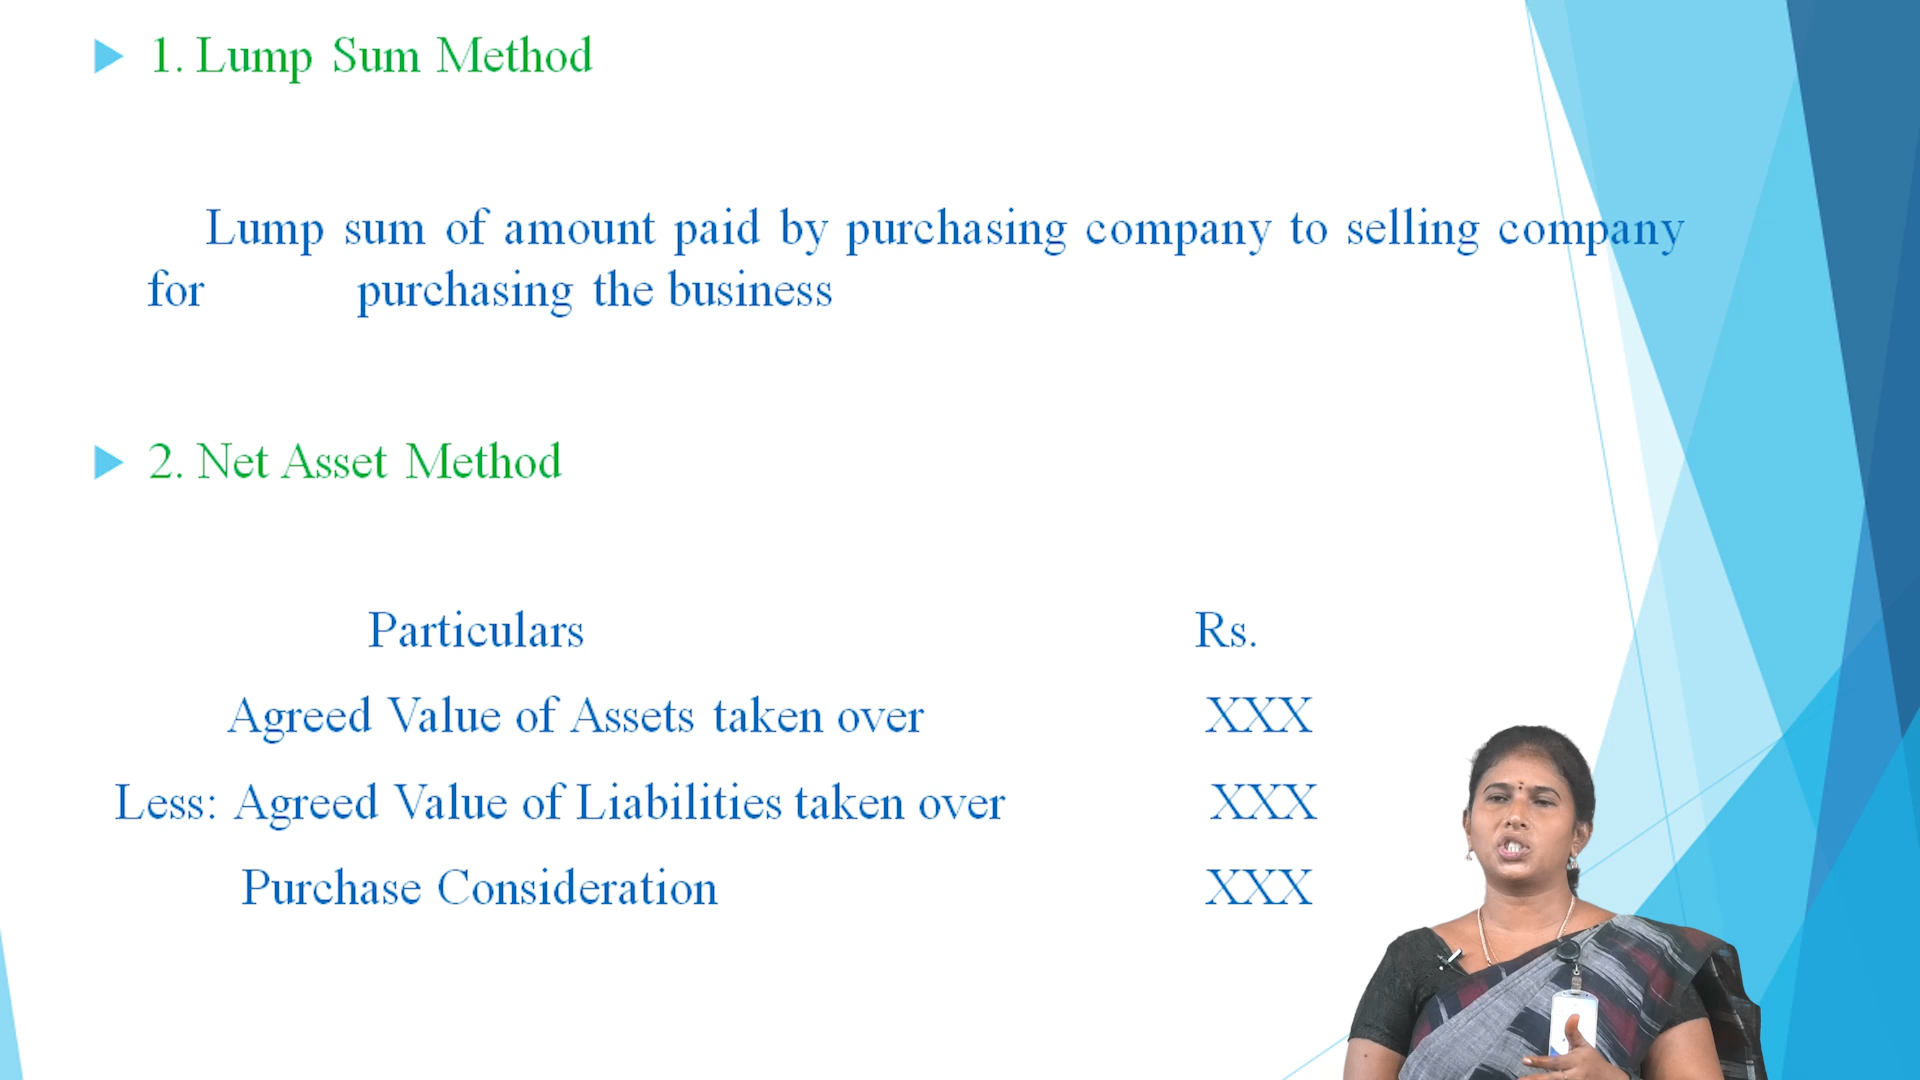 1. Lump Sum Method
Lump sum of amount paid by purchasing company to selling company
for purchasing the business
2. Net Asset Method
Particulars Rs.
Agreed Value of Assets taken over XXX
Less: Agreed Value of Liabilities taken over XXX
Purchase Consideration XXX